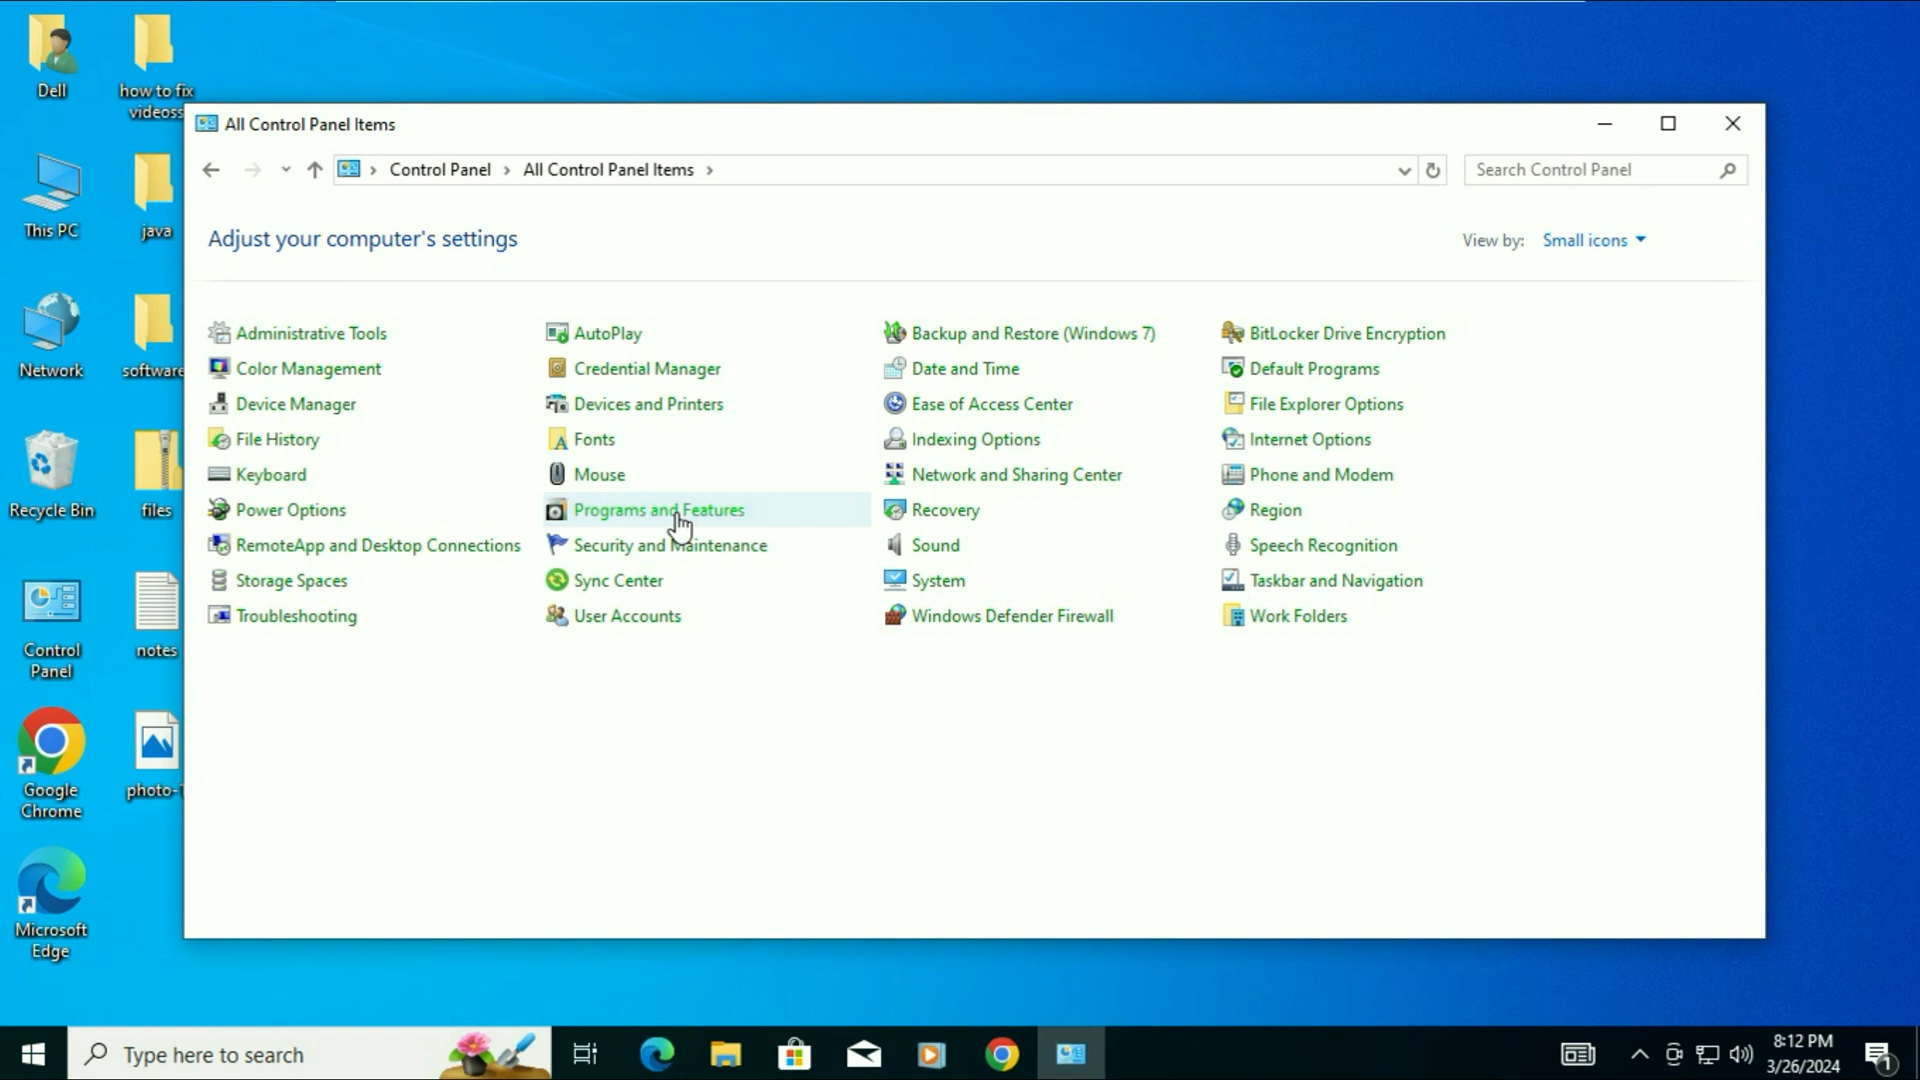 Dell
how to fix
videoss
This PC
java
Network
software
Recycle Bin
files
Control
Panel
notes
Google
Chrome
photo-
Microsoft
Edge
All Control Panel Items
Control Panel
All Control Panel Items
Search Control Panel
Adjust your computer's settings
View by:
Small icons
Administrative Tools
AutoPlay
Backup and Restore (Windows 7)
BitLocker Drive Encryption
Color Management
Credential Manager
Date and Time
Default Programs
Device Manager
Devices and Printers
Ease of Access Center
File Explorer Options
File History
Fonts
Indexing Options
Internet Options
Keyboard
Mouse
Network and Sharing Center
Phone and Modem
Power Options
Programs and Features
Recovery
Region
RemoteApp and Desktop Connections
Security and Maintenance
Sound
Speech Recognition
Storage Spaces
Sync Center
System
Taskbar and Navigation
Troubleshooting
User Accounts
Windows Defender Firewall
Work Folders
Type here to search
8:12 PM
3/26/2024
1